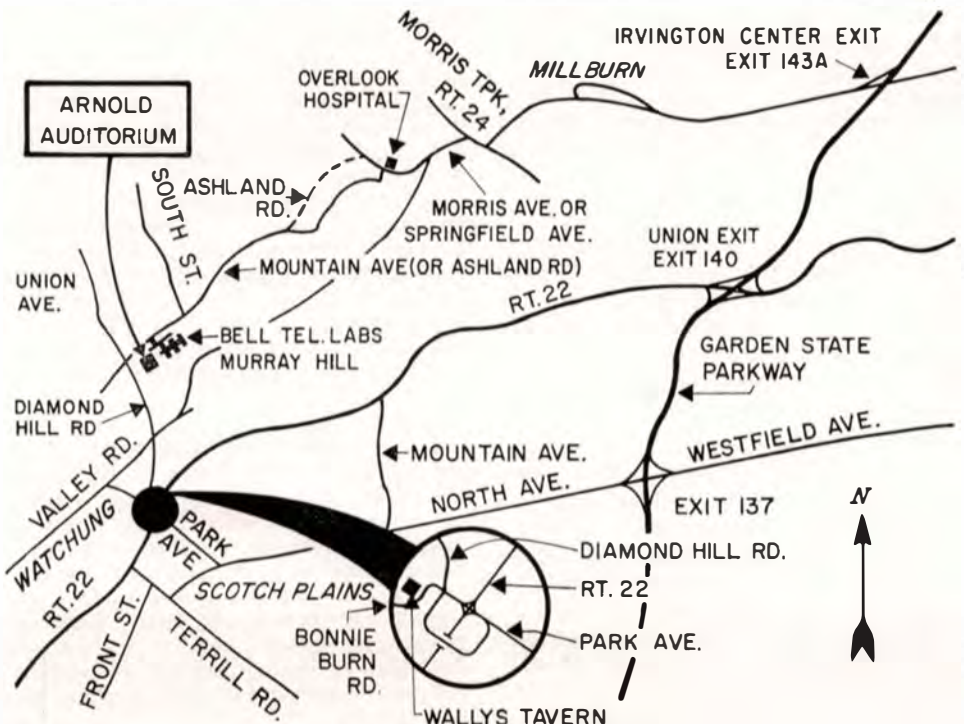 IRVINGTON CENTER EXIT
EXIT 143A
MORRIS TPK,
RT. 24
MILLBURN
OVERLOOK
HOSPITAL
ARNOLD
AUDITORIUM
ASHLAND
RD.
SOUTH ST.
MORRIS AVE. OR
SPRINGFIELD AVE.
UNION EXIT
EXIT 140
UNION
AVE.
MOUNTAIN AVE(OR ASHLAND RD)
RT. 22
BELL TEL. LABS
MURRAY HILL
GARDEN STATE
PARKWAY
DIAMOND
HILL RD
VALLEY RD.
MOUNTAIN AVE.
WESTFIELD AVE.
NORTH AVE.
EXIT 137
N
WATCHUNG
PARK
AVE
RT. 22
SCOTCH PLAINS
DIAMOND HILL RD.
RT. 22
PARK AVE.
FRONT ST.
TERRILL RD.
BONNIE
BURN
RD.
WALLYS TAVERN